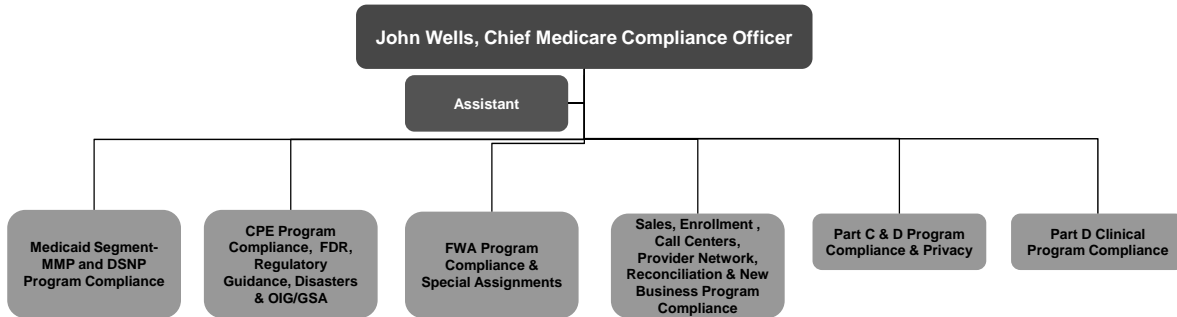 John Wells, Chief Medicare Compliance Officer
Assistant
Medicaid Segment-
MMP and DSNP
Program Compliance
CPE Program
Compliance, FDR,
Regulatory
Guidance, Disasters
& OIG/GSA
FWA Program
Compliance &
Special Assignments
Sales, Enrollment ,
Call Centers,
Provider Network,
Reconciliation & New
Business Program
Compliance
Part C & D Program
Compliance & Privacy
Part D Clinical
Program Compliance